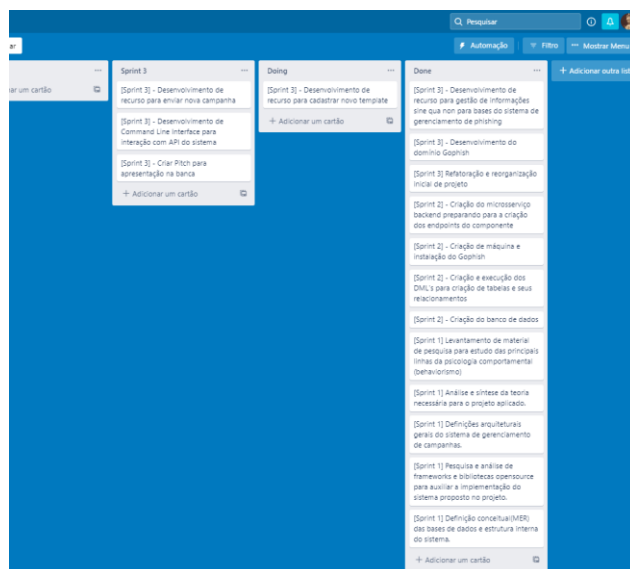 Pesquisar
ar
Automação
Filtro
Mostrar Menu
ar um cartão
Sprint 3
[Sprint 3] - Desenvolvimento de
recurso para enviar nova campanha
[Sprint 3] - Desenvolvimento de
Command Line interface para
interação com API do sistema
[Sprint 3] - Criar Pitch para
apresentação na banca
+ Adicionar um cartão
Doing
[Sprint 3] - Desenvolvimento de
recurso para cadastrar novo template
+ Adicionar um cartão
Done
[Sprint 3] - Desenvolvimento de
recurso para gestão de informações
sine qua non para bases do sistema de
gerenciamento de phishing
[Sprint 3] - Desenvolvimento do
domínio Gophish
[Sprint 3] Refatoração e reorganização
inicial de projeto
[Sprint 2] - Criação do microsserviço
backend preparando para a criação
dos endpoints do componente
[Sprint 2] - Criação de máquina e
instalação do Gophish
[Sprint 2] - Criação e execução dos
DML's para criação de tabelas e seus
relacionamentos
[Sprint 2] - Criação do banco de dados
[Sprint 1] Levantamento de material
de pesquisa para estudo das principais
linhas da psicologia comportamental
(behaviorismo)
[Sprint 1] Análise e síntese da teoria
necessária para o projeto aplicado.
[Sprint 1] Definições arquiteturais
gerais do sistema de gerenciamento
de campanhas.
[Sprint 1] Pesquisa e análise de
frameworks e bibliotecas opensource
para auxiliar a implementação do
sistema proposto no projeto.
[Sprint 1] Definição conceitual(MER)
das bases de dados e estrutura interna
do sistema.
+ Adicionar um cartão
+ Adicionar outra list